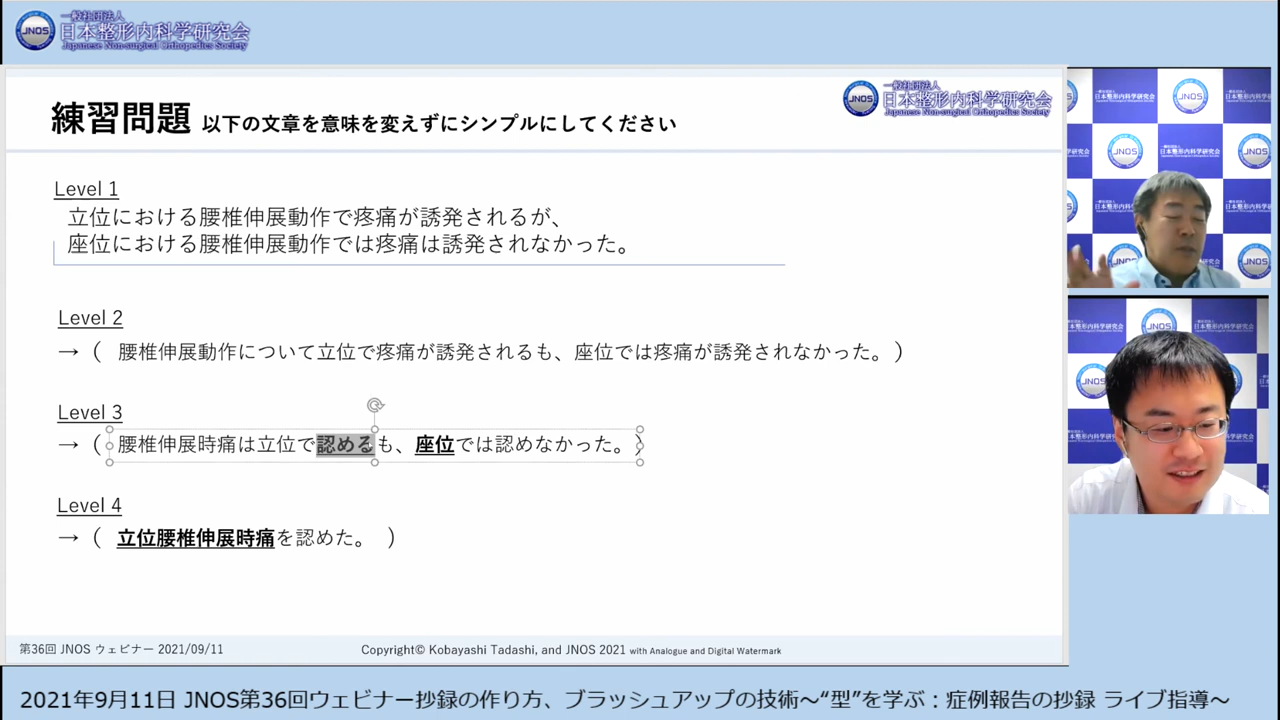 JNOS
一般社団法人
日本整形内科学研究会
Japanese Non-surgical Orthopedics Society
JNOS
一般社団法人
日本整形内科学研究会
Japanese Non-surgical Orthopedics Society
練習問題 以下の文章を意味を変えずにシンプルにしてください
Level 1
立位における腰椎伸展動作で疼痛が誘発されるが、
座位における腰椎伸展動作では疼痛は誘発されなかった。
Level 2
→ ( 腰椎伸展動作について立位で疼痛が誘発されるも、座位では疼痛が誘発されなかった。 )
Level 3
→ ( 腰椎伸展時痛は立位で認めるも、座位では認めなかった。 )
Level 4
→ ( 立位腰椎伸展時痛を認めた。 )
第36回 JNOS ウェビナー 2021/09/11
Copyright© Kobayashi Tadashi, and JNOS 2021 with Analogue and Digital Watermark
2021年9月11日 JNOS第36回ウェビナー抄録の作り方、ブラッシュアップの技術～“型”を学ぶ：症例報告の抄録 ライブ指導～